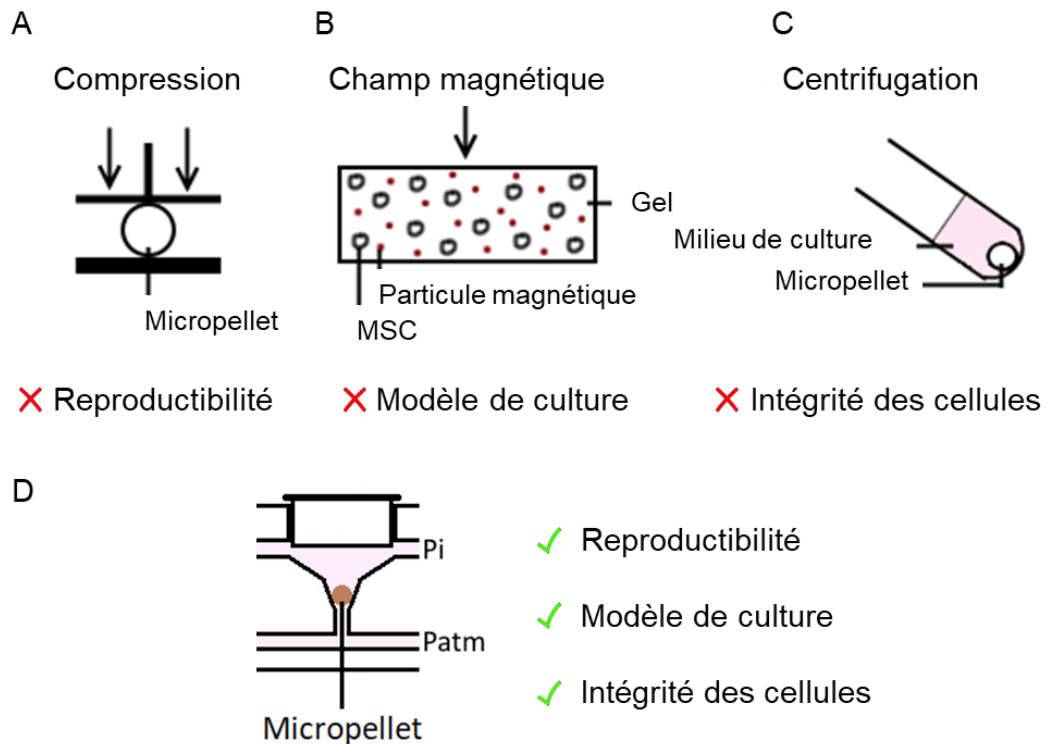 A
B
C
Compression
Champ magnétique
Centrifugation
Gel
Milieu de culture
Micropellet
Particule magnétique
Micropellet
MSC
Reproductibilité
Modèle de culture
Intégrité des cellules
D
Pi
Patm
Micropellet
Reproductibilité
Modèle de culture
Intégrité des cellules